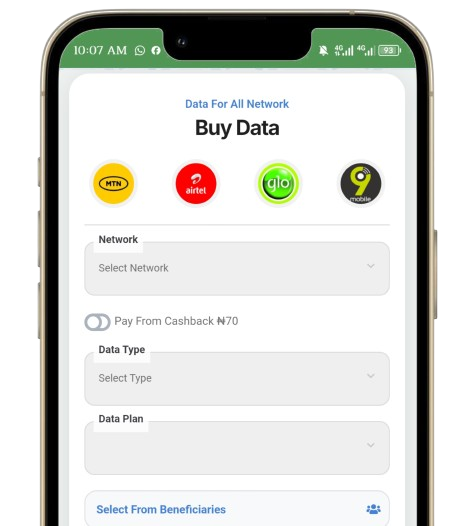 10:07 AM 4G 4G 93
Data For All Network
Buy Data
MTN airtel glo 9 mobile
Network
Select Network
Pay From Cashback ₦70
Data Type
Select Type
Data Plan
Select From Beneficiaries